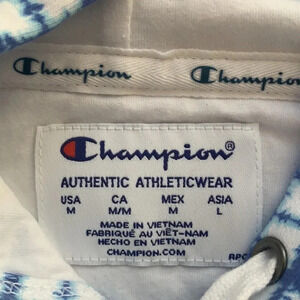 Champion Champion C
Champion®
AUTHENTIC ATHLETICWEAR
USA CA MEX ASIA
M M/M M L
MADE IN VIETNAM
FABRIQUÉ AU VIÊT-NAM
HECHO EN VIETNAM
CHAMPION.COM
RPC